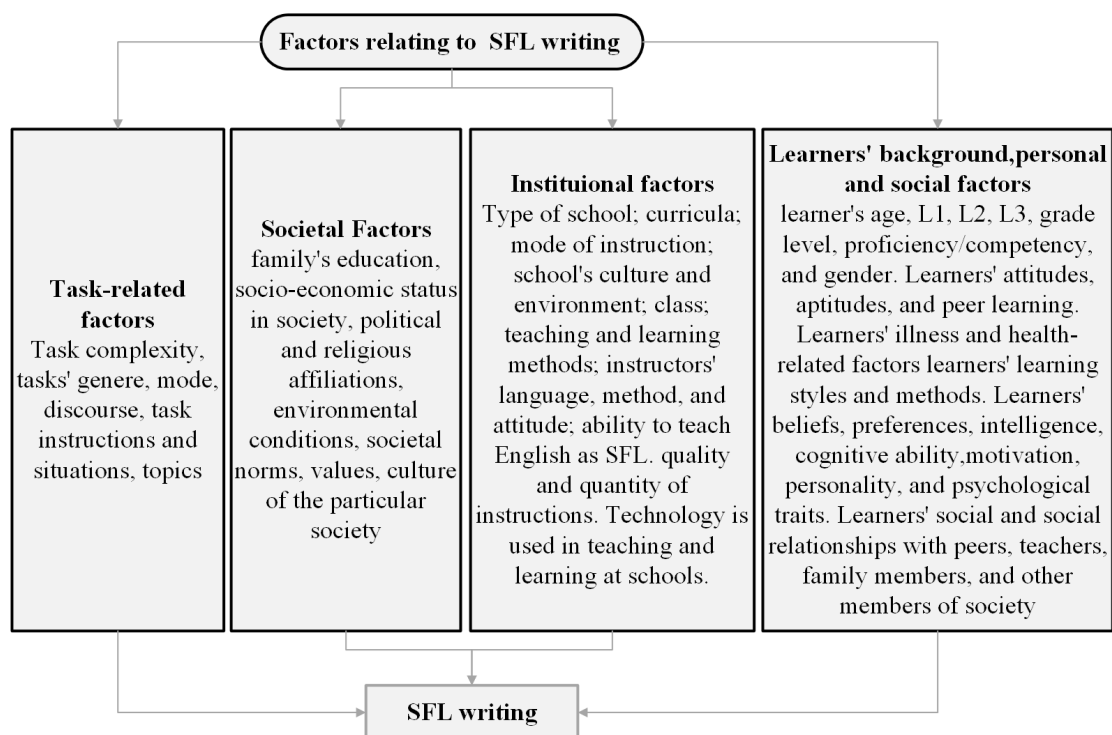 Factors relating to SFL writing
Task-related
factors
Task complexity,
tasks' genere, mode,
discourse, task
instructions and
situations, topics
Societal Factors
family's education,
socio-economic status
in society, political
and religious
affiliations,
environmental
conditions, societal
norms, values, culture
of the particular
society
Instituional factors
Type of school; curricula;
mode of instruction;
school's culture and
environment; class;
teaching and learning
methods; instructors'
language, method, and
attitude; ability to teach
English as SFL. quality
and quantity of
instructions. Technology is
used in teaching and
learning at schools.
Learners' background,personal
and social factors
learner's age, L1, L2, L3, grade
level, proficiency/competency,
and gender. Learners' attitudes,
aptitudes, and peer learning.
Learners' illness and health-
related factors learners' learning
styles and methods. Learners'
beliefs, preferences, intelligence,
cognitive ability,motivation,
personality, and psychological
traits. Learners' social and social
relationships with peers, teachers,
family members, and other
members of society
SFL writing